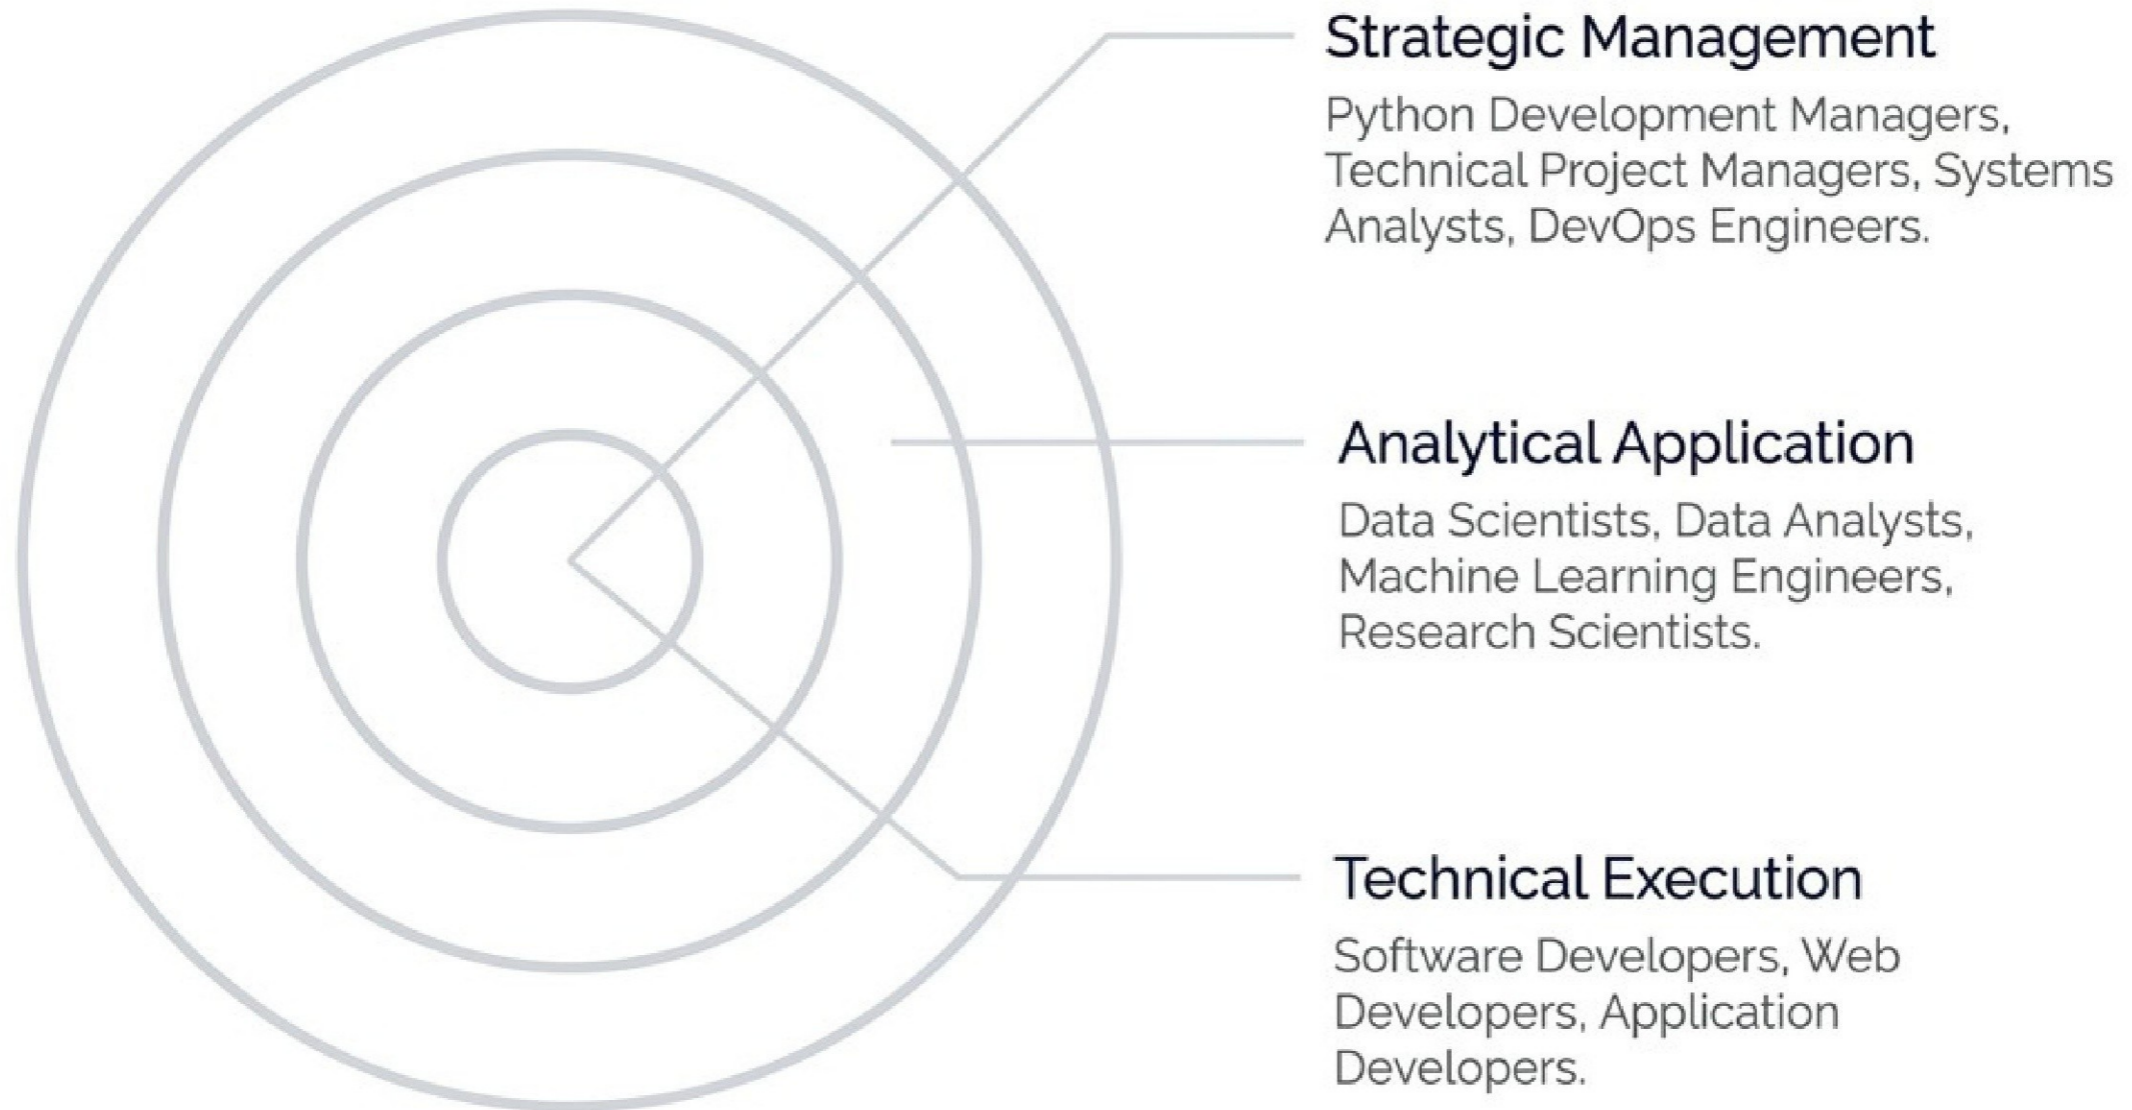 Strategic Management
Python Development Managers,
Technical Project Managers, Systems
Analysts, DevOps Engineers.
Analytical Application
Data Scientists, Data Analysts,
Machine Learning Engineers,
Research Scientists.
Technical Execution
Software Developers, Web
Developers, Application
Developers.